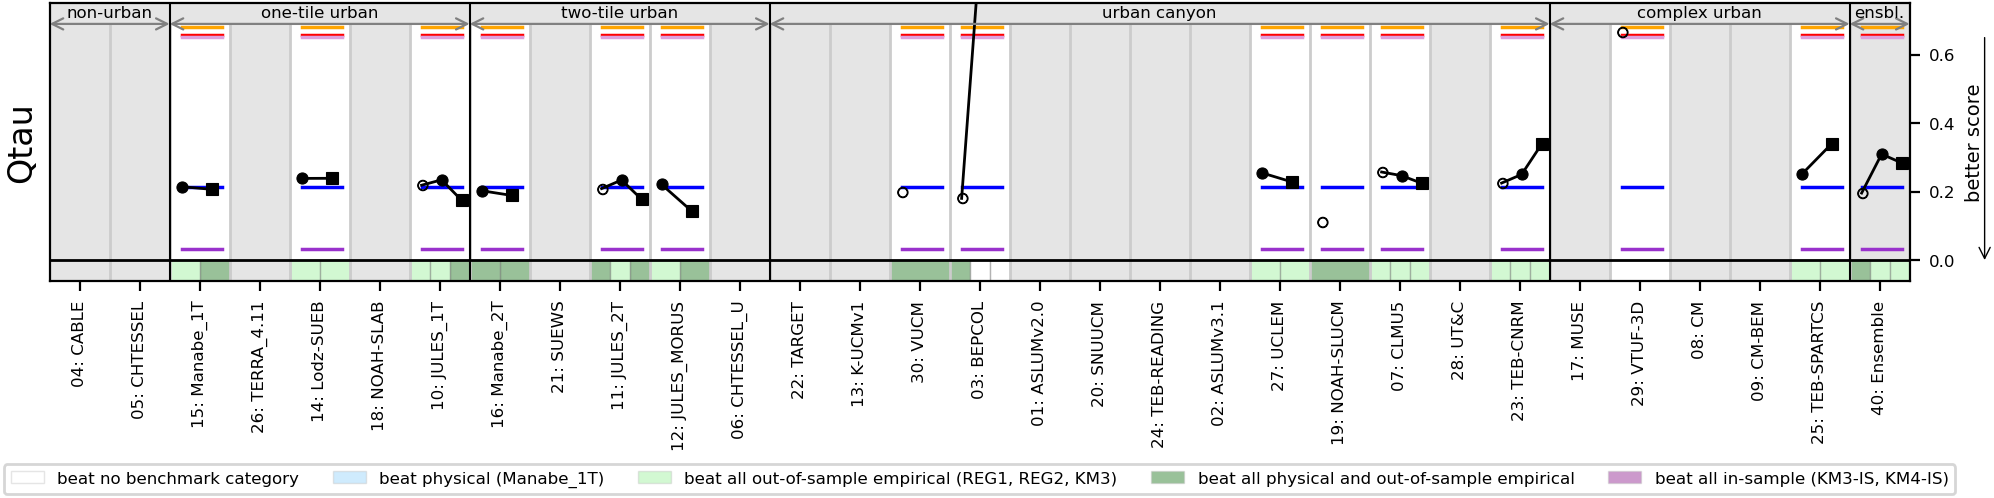 non-urban
one-tile urban
two-tile urban
urban canyon
complex urban
ensbl.
Qtau
0.6
0.4
0.2
0.0
better score
04: CABLE
05: CHTESSEL
15: Manabe_1T
26: TERRA_4.11
14: Lodz-SUEB
18: NOAH-SLAB
10: JULES_1T
16: Manabe_2T
21: SUEWS
11: JULES_2T
12: JULES_MORUS
06: CHTESSEL_U
22: TARGET
13: K-UCMv1
30: VUCM
03: BEPCOL
01: ASLUMv2.0
20: SNUUCM
24: TEB-READING
02: ASLUMv3.1
27: UCLEM
19: NOAH-SLUCM
07: CLMU5
28: UT&C
23: TEB-CNRM
17: MUSE
29: VTUF-3D
08: CM
09: CM-BEM
25: TEB-SPARTCS
40: Ensemble
beat no benchmark category
beat physical (Manabe_1T)
beat all out-of-sample empirical (REG1, REG2, KM3)
beat all physical and out-of-sample empirical
beat all in-sample (KM3-IS, KM4-IS)